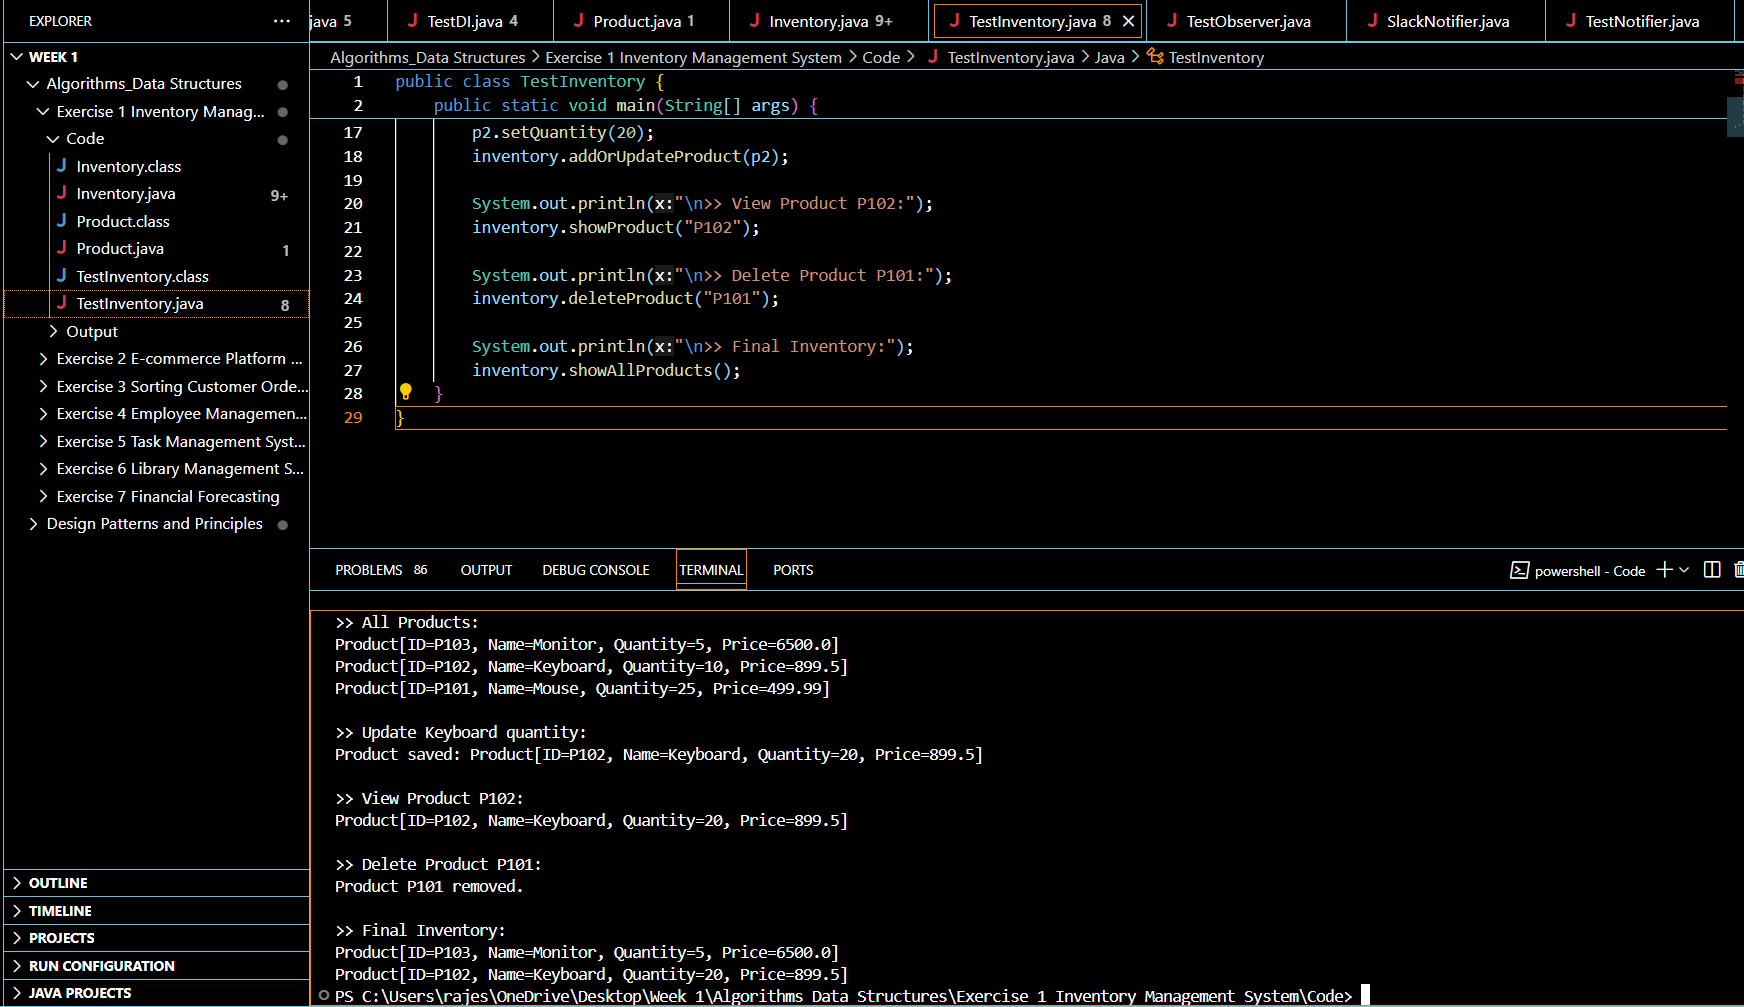 EXPLORER
WEEK 1
Algorithms_Data Structures
Exercise 1 Inventory Manag...
Code
Inventory.class
Inventory.java 9+
Product.class
Product.java 1
TestInventory.class
TestInventory.java 8
Output
Exercise 2 E-commerce Platform ...
Exercise 3 Sorting Customer Orde...
Exercise 4 Employee Managemen...
Exercise 5 Task Management Syst...
Exercise 6 Library Management S...
Exercise 7 Financial Forecasting
Design Patterns and Principles
OUTLINE
TIMELINE
PROJECTS
RUN CONFIGURATION
JAVA PROJECTS
java 5 TestDI.java 4 Product.java 1 Inventory.java 9+ TestInventory.java 8 TestObserver.java SlackNotifier.java TestNotifier.java
Algorithms_Data Structures > Exercise 1 Inventory Management System > Code > TestInventory.java > Java > TestInventory
1 public class TestInventory {
2 public static void main(String[] args) {
17 p2.setQuantity(20);
18 inventory.addOrUpdateProduct(p2);
19
20 System.out.println(x:"\n>> View Product P102:");
21 inventory.showProduct("P102");
22
23 System.out.println(x:"\n>> Delete Product P101:");
24 inventory.deleteProduct("P101");
25
26 System.out.println(x:"\n>> Final Inventory:");
27 inventory.showAllProducts();
28 }
29 }
PROBLEMS 86 OUTPUT DEBUG CONSOLE TERMINAL PORTS powershell - Code
>> All Products:
Product[ID=P103, Name=Monitor, Quantity=5, Price=6500.0]
Product[ID=P102, Name=Keyboard, Quantity=10, Price=899.5]
Product[ID=P101, Name=Mouse, Quantity=25, Price=499.99]
>> Update Keyboard quantity:
Product saved: Product[ID=P102, Name=Keyboard, Quantity=20, Price=899.5]
>> View Product P102:
Product[ID=P102, Name=Keyboard, Quantity=20, Price=899.5]
>> Delete Product P101:
Product P101 removed.
>> Final Inventory:
Product[ID=P103, Name=Monitor, Quantity=5, Price=6500.0]
Product[ID=P102, Name=Keyboard, Quantity=20, Price=899.5]
PS C:\Users\rajes\OneDrive\Desktop\Week 1\Algorithms_Data Structures\Exercise 1 Inventory Management System\Code>